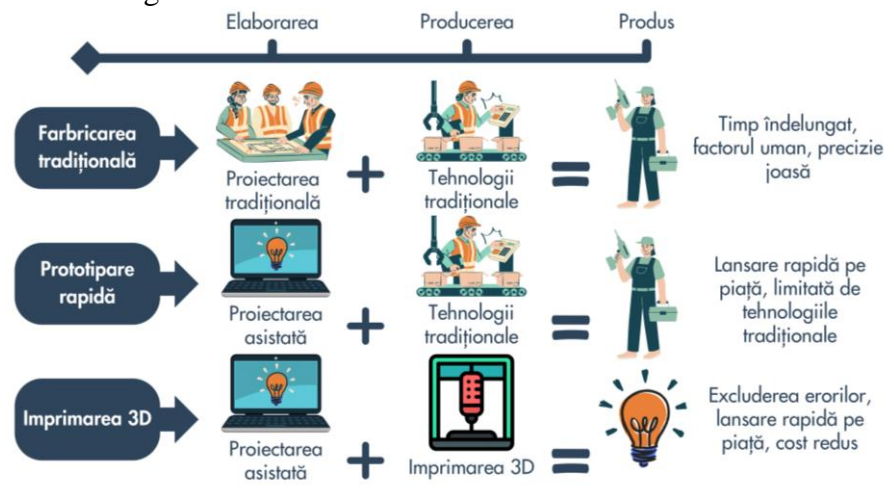 Elaborarea
Producerea
Produs
Farbricarea
tradițională
Proiectarea
tradițională
Tehnologii
tradiționale
Timp îndelungat,
factorul uman, precizie
joasă
Prototipare
rapidă
Proiectarea
asistată
Tehnologii
tradiționale
Lansare rapidă pe
piață, limitată de
tehnologiile
tradiționale
Imprimarea 3D
Proiectarea
asistată
Imprimarea 3D
Excluderea erorilor,
lansare rapidă pe
piață, cost redus